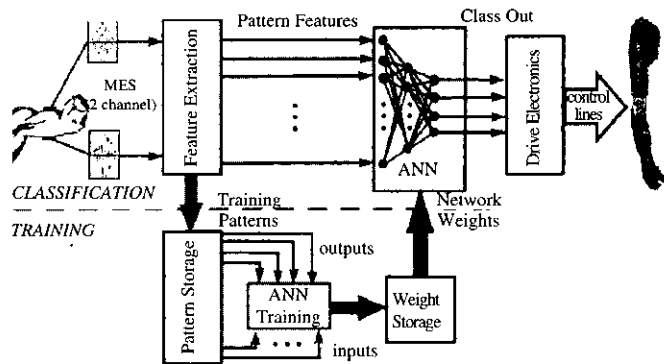 Pattern Features
Class Out
MES
(2 channel)
Feature Extraction
ANN
Drive Electronics
control
lines
CLASSIFICATION
TRAINING
Training
Patterns
Network
Weights
Pattern Storage
outputs
ANN
Training
inputs
Weight
Storage